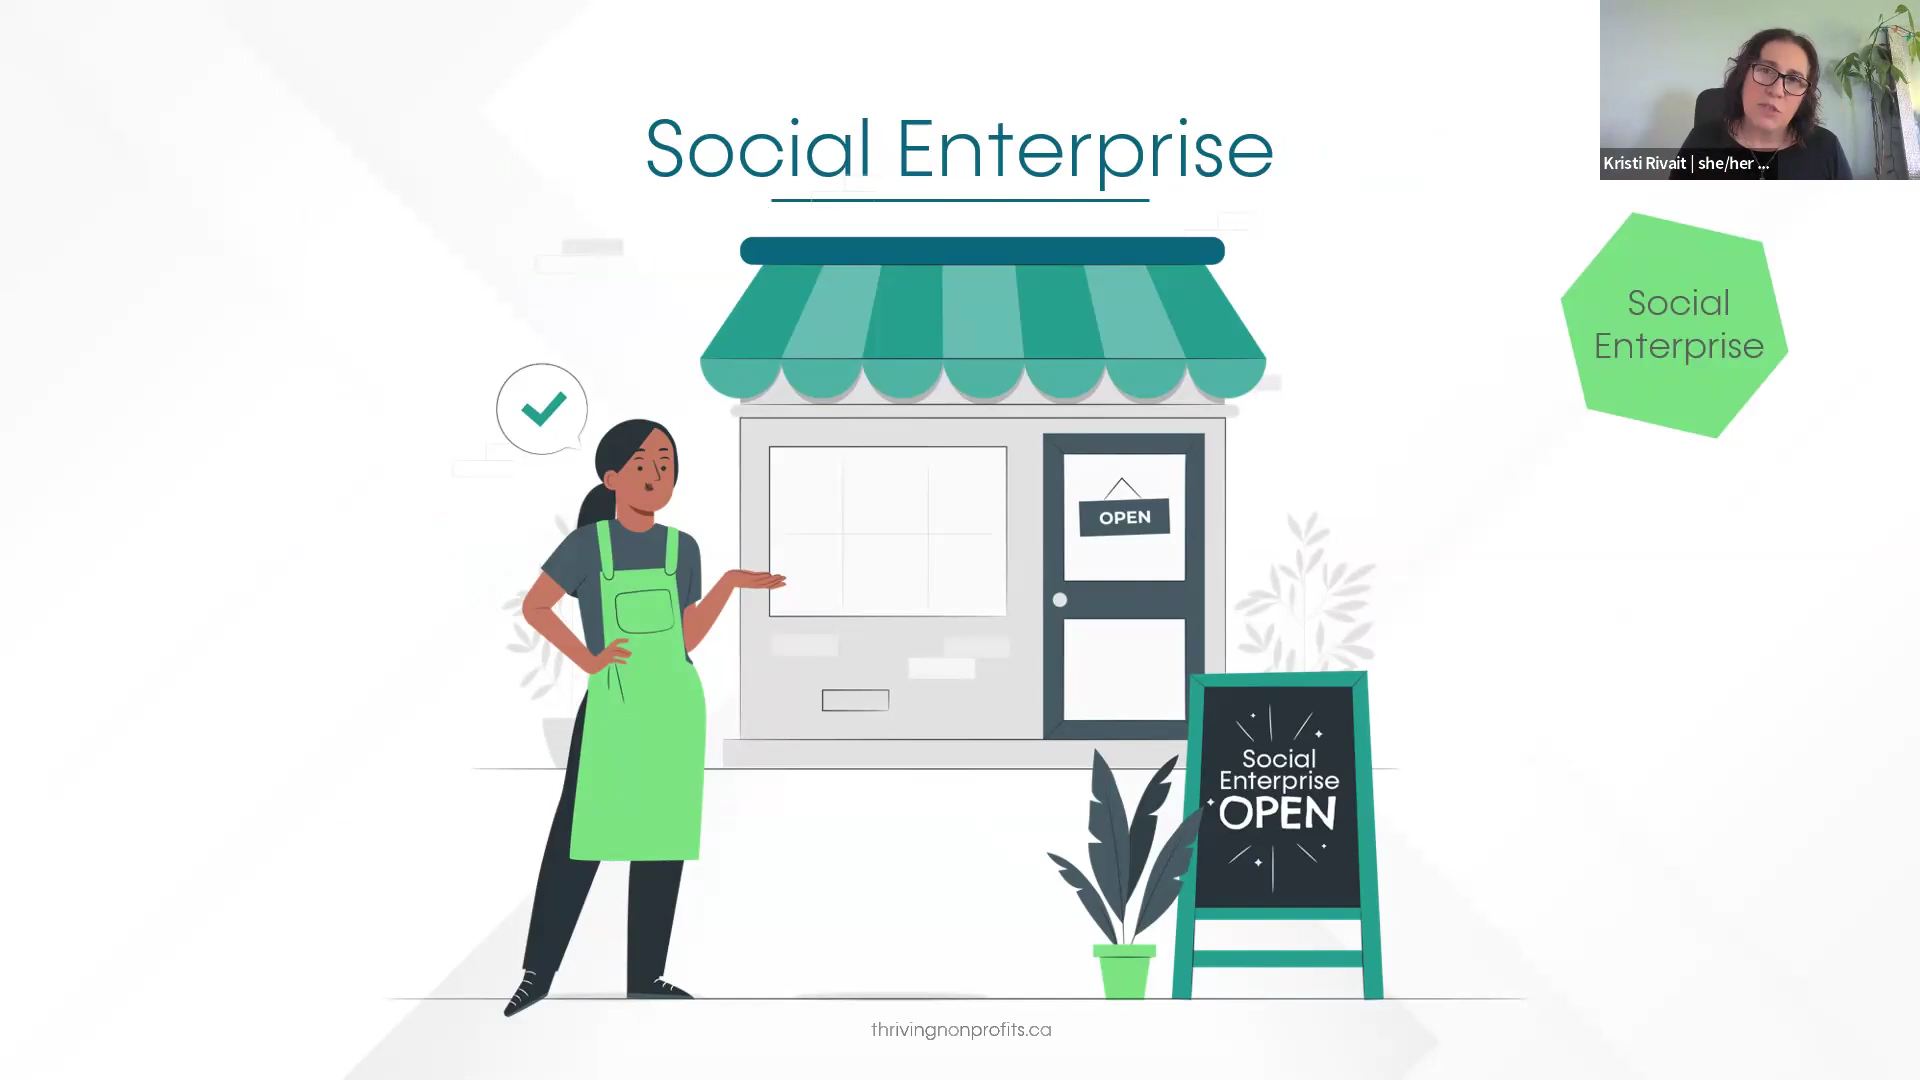 Social Enterprise
Kristi Rivait | she/her ...
Social
Enterprise
OPEN
Social
Enterprise
OPEN
thrivingnonprofits.ca